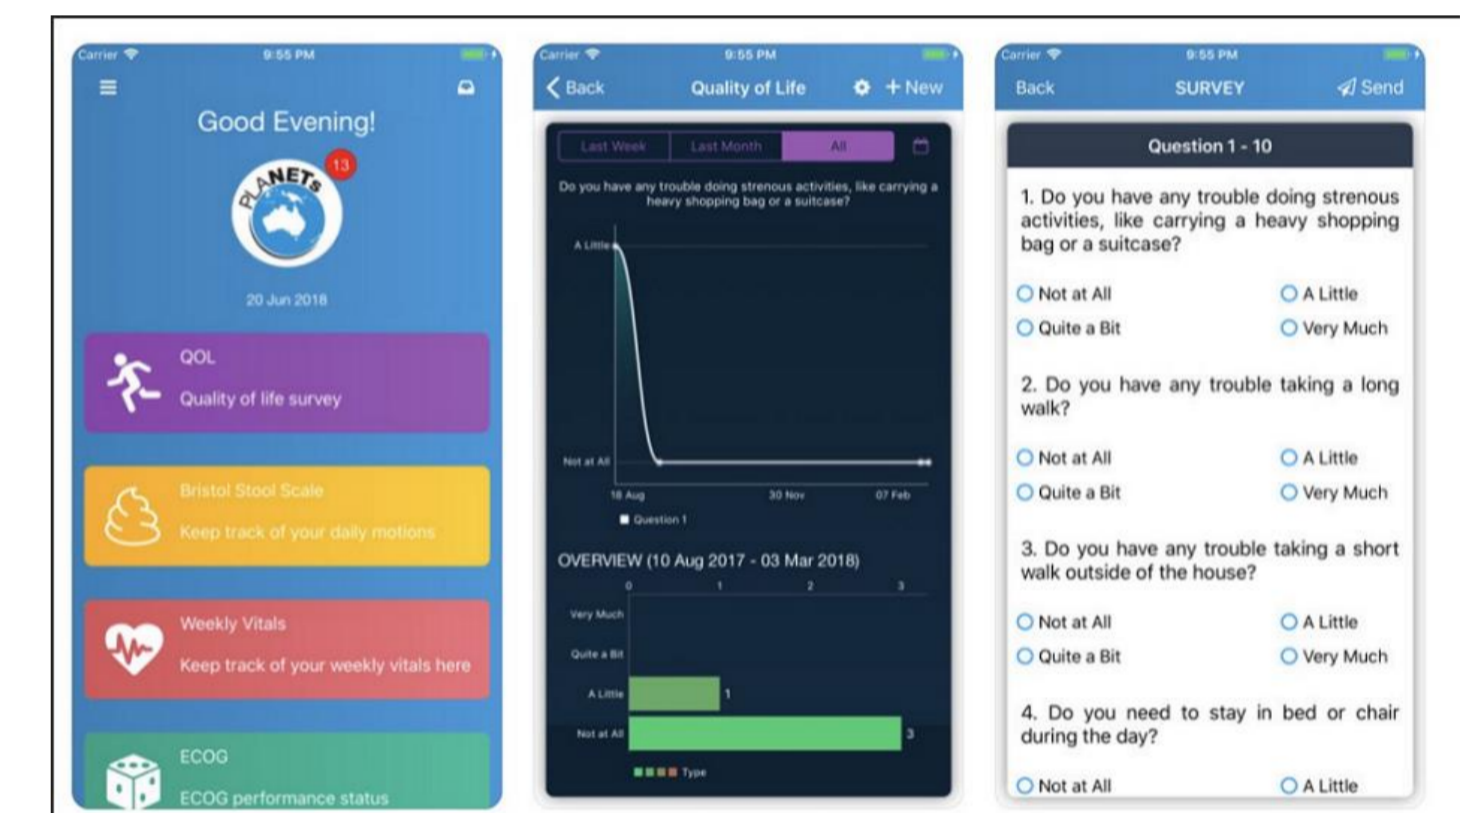 Carrier 9:55 PM
Good Evening!
13
PLANETs
20 Jun 2018
QOL
Quality of life survey
Bristol Stool Scale
Keep track of your daily motions
Weekly Vitals
Keep track of your weekly vitals here
ECOG
ECOG performance status
Carrier 9:55 PM
Back Quality of Life + New
Last Week Last Month All
Do you have any trouble doing strenous activities, like carrying a
heavy shopping bag or a suitcase?
A Little
Not at All
18 Aug 30 Nov 07 Feb
Question 1
OVERVIEW (10 Aug 2017 - 03 Mar 2018)
0 1 2 3
Very Much
Quite a Bit
A Little 1
Not at All 3
Type
Carrier 9:55 PM
Back SURVEY Send
Question 1 - 10
1. Do you have any trouble doing strenous
activities, like carrying a heavy shopping
bag or a suitcase?
Not at All A Little
Quite a Bit Very Much
2. Do you have any trouble taking a long
walk?
Not at All A Little
Quite a Bit Very Much
3. Do you have any trouble taking a short
walk outside of the house?
Not at All A Little
Quite a Bit Very Much
4. Do you need to stay in bed or chair
during the day?
Not at All A Little